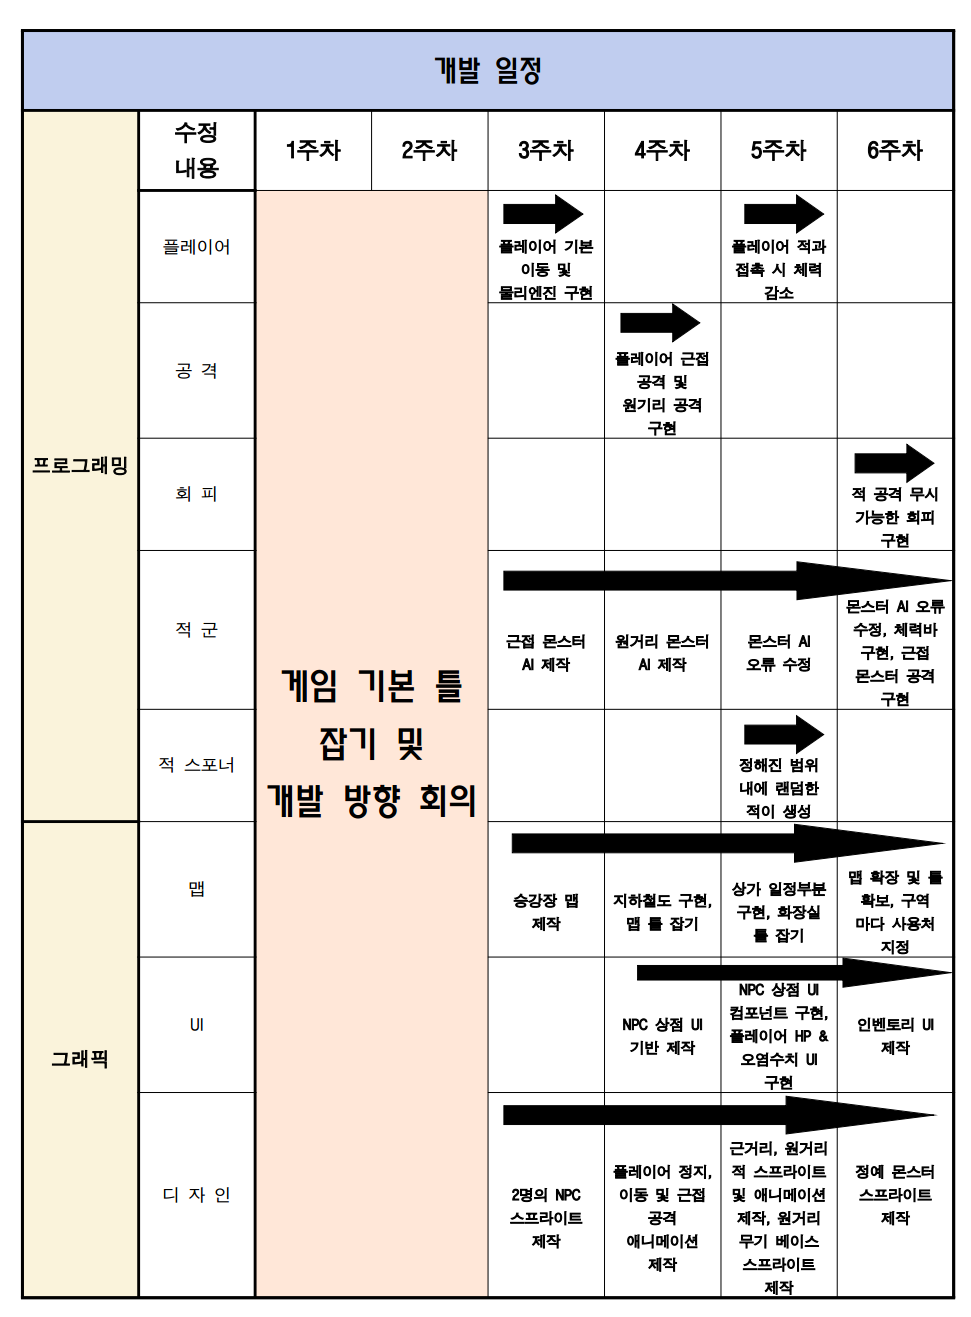 개발 일정
수정
내용
1주차
2주차
3주차
4주차
5주차
6주차
프로그래밍
게임 기본 틀
잡기 및
개발 방향 회의
플레이어
플레이어 기본
이동 및
물리엔진 구현
플레이어 적과
접촉 시 체력
감소
공 격
플레이어 근접
공격 및
원기리 공격
구현
회 피
적 공격 무시
가능한 회피
구현
적 군
근접 몬스터
AI 제작
원거리 몬스터
AI 제작
몬스터 AI
오류 수정
몬스터 AI 오류
수정, 체력바
구현, 근접
몬스터 공격
구현
적 스포너
정해진 범위
내에 랜덤한
적이 생성
그래픽
맵
승강장 맵
제작
지하철도 구현,
맵 틀 잡기
상가 일정부분
구현, 화장실
틀 잡기
맵 확장 및 틀
확보, 구역
마다 사용처
지정
UI
NPC 상점 UI
기반 제작
NPC 상점 UI
컴포넌트 구현,
플레이어 HP &
오염수치 UI
구현
인벤토리 UI
제작
디 자 인
2명의 NPC
스프라이트
제작
플레이어 정지,
이동 및 근접
공격
애니메이션
제작
근거리, 원거리
적 스프라이트
및 애니메이션
제작, 원거리
무기 베이스
스프라이트
제작
정예 몬스터
스프라이트
제작